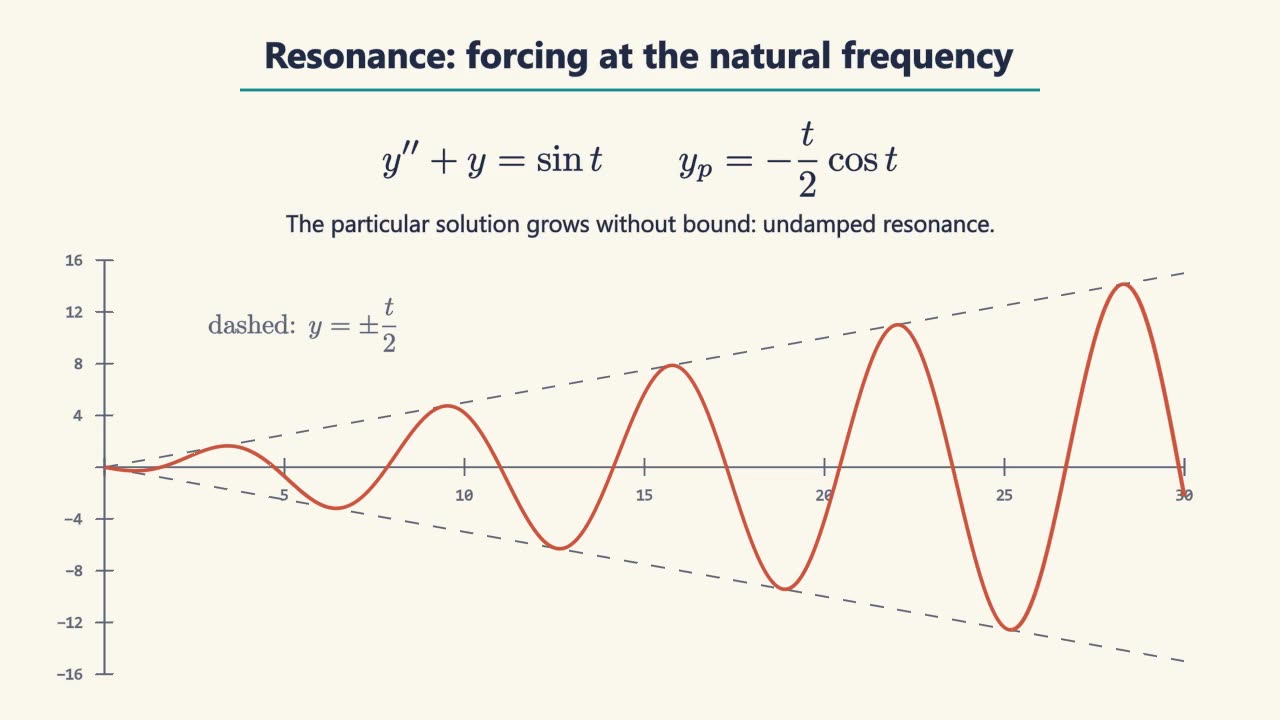 Resonance: forcing at the natural frequency
y″ + y = sin t    y_p = −t/2 cos t
The particular solution grows without bound: undamped resonance.
dashed: y = ±t/2
16
12
8
4
−4
−8
−12
−16
5 10 15 20 25 30